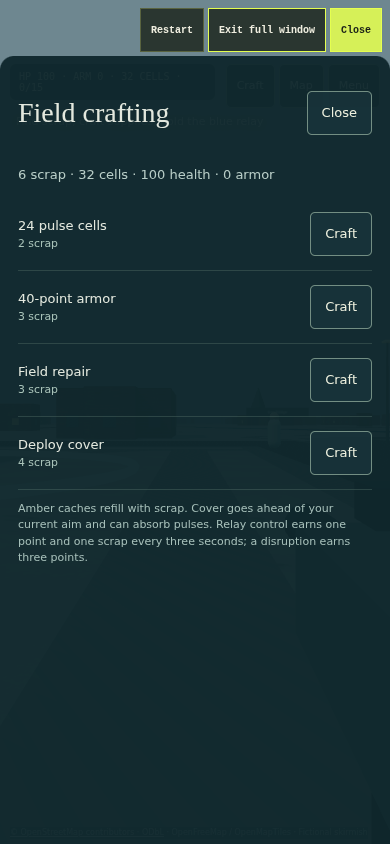 Restart
Exit full window
Close
Field crafting
Close
6 scrap · 32 cells · 100 health · 0 armor
24 pulse cells
2 scrap
Craft
40-point armor
3 scrap
Craft
Field repair
3 scrap
Craft
Deploy cover
4 scrap
Craft
Amber caches refill with scrap. Cover goes ahead of your
current aim and can absorb pulses. Relay control earns one
point and one scrap every three seconds; a disruption earns
three points.